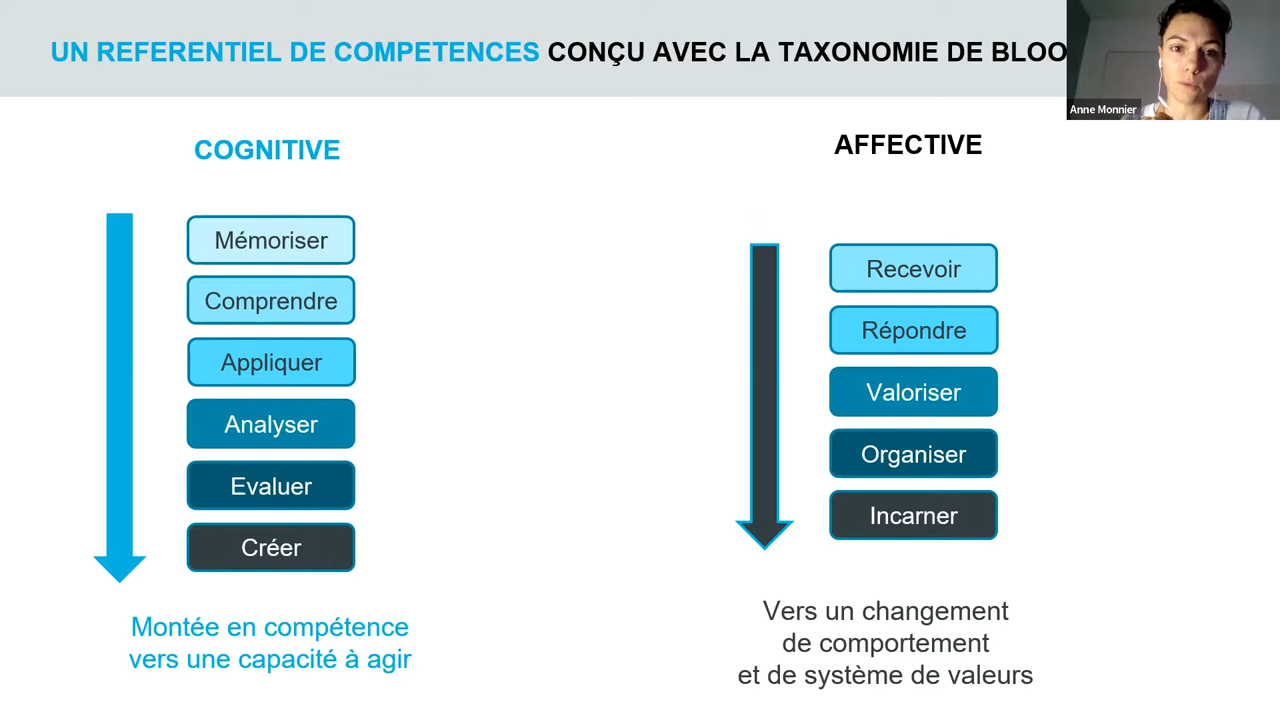 UN REFERENTIEL DE COMPETENCES CONÇU AVEC LA TAXONOMIE DE BLOO
Anne Monnier
COGNITIVE
Mémoriser
Comprendre
Appliquer
Analyser
Evaluer
Créer
Montée en compétence
vers une capacité à agir
AFFECTIVE
Recevoir
Répondre
Valoriser
Organiser
Incarner
Vers un changement
de comportement
et de système de valeurs